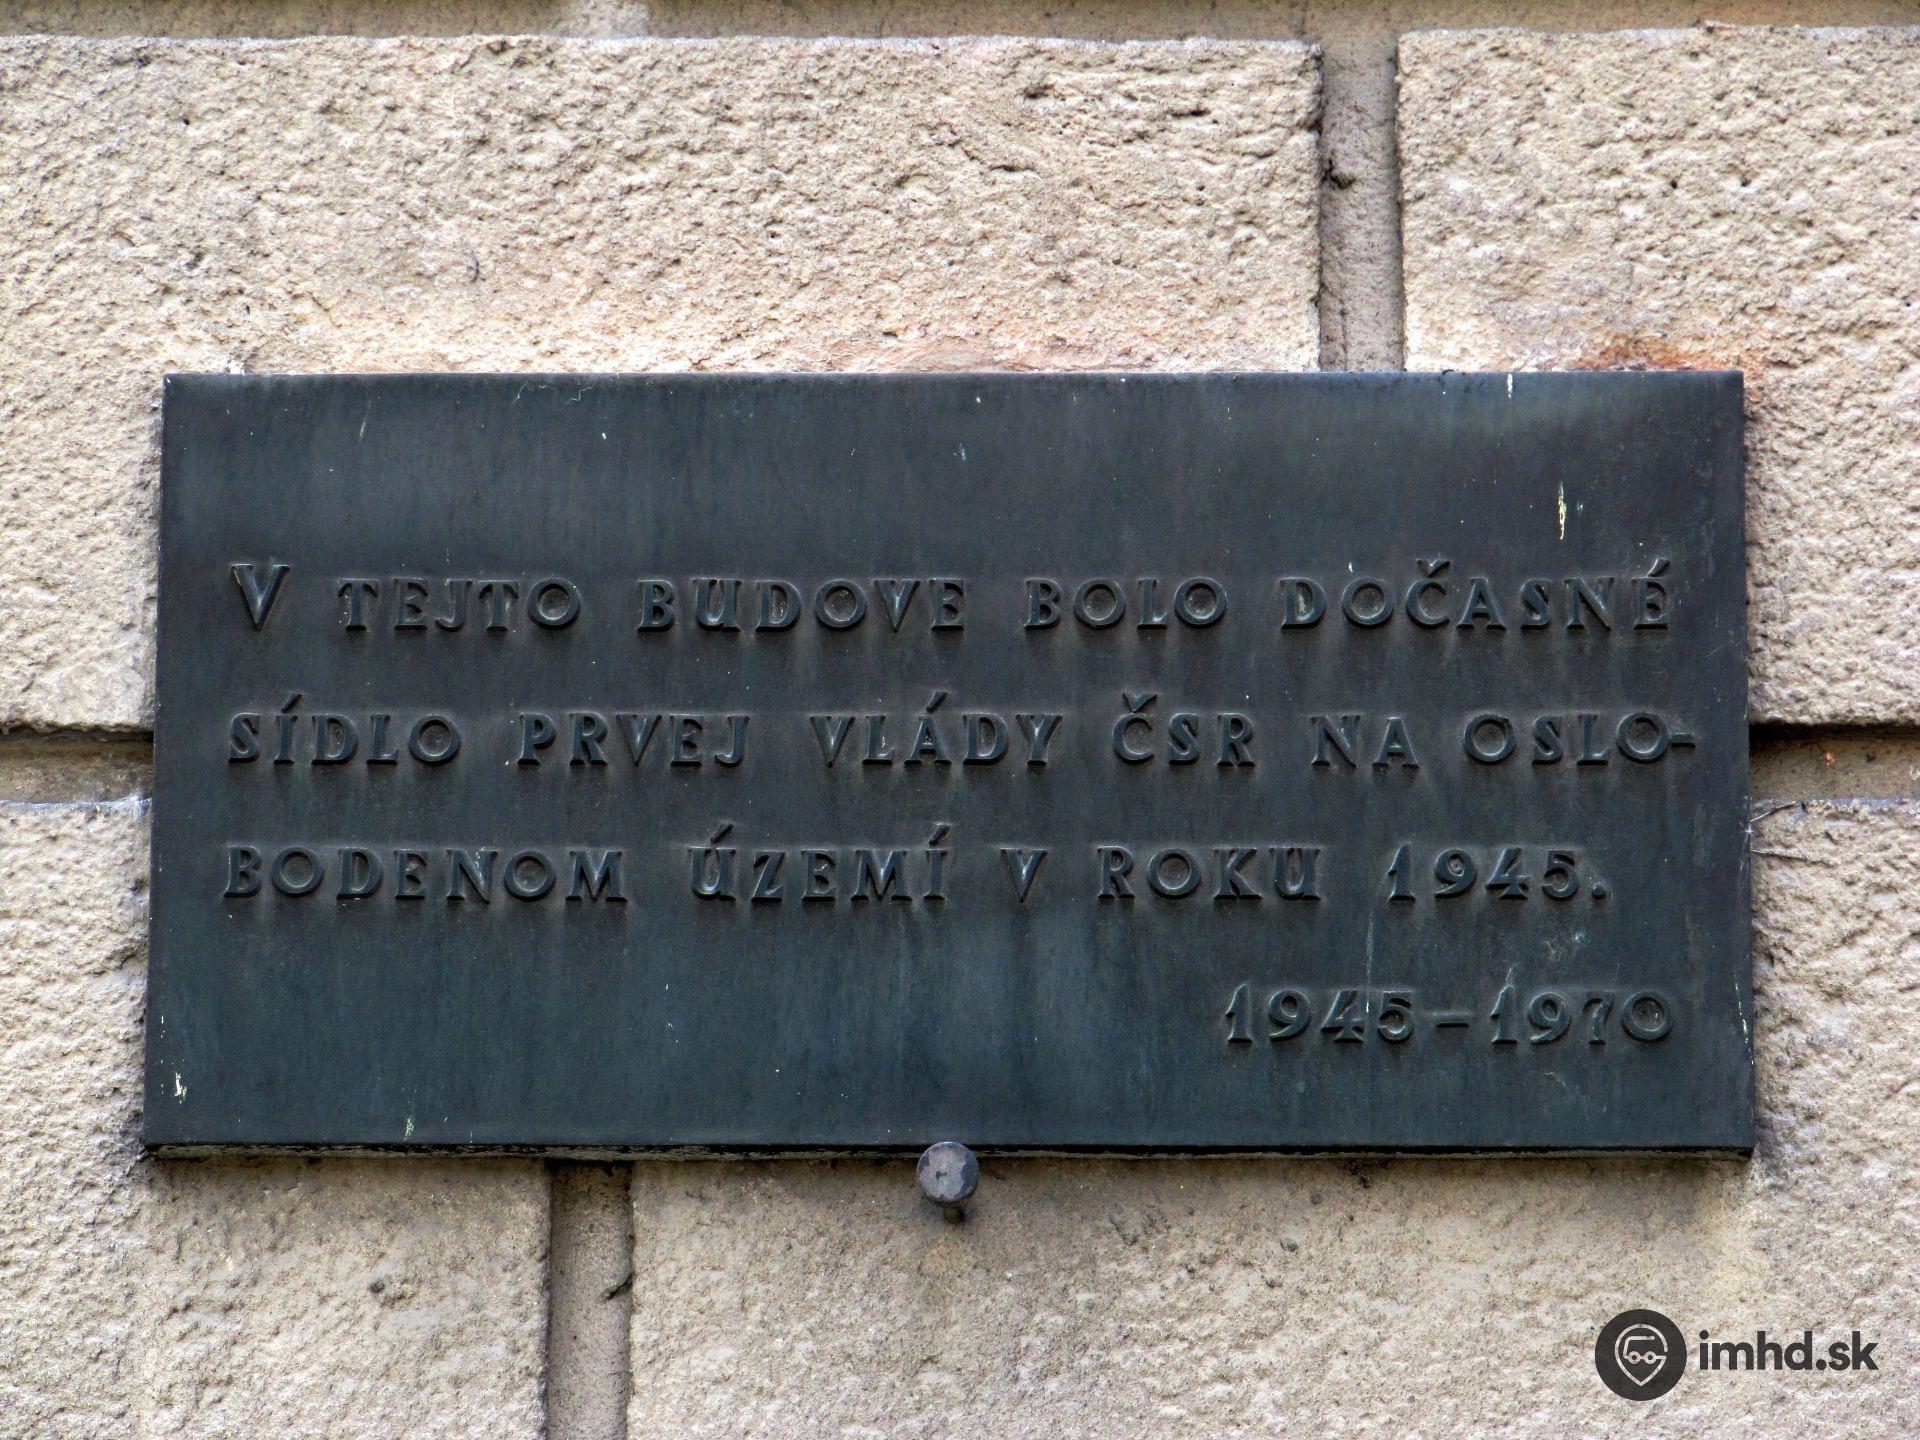 V TEJTO BUDOVE BOLO DOČASNÉ
SÍDLO PRVEJ VLÁDY ČSR NA OSLO-
BODENOM ÚZEMÍ V ROKU 1945.
1945-1970
imhd.sk